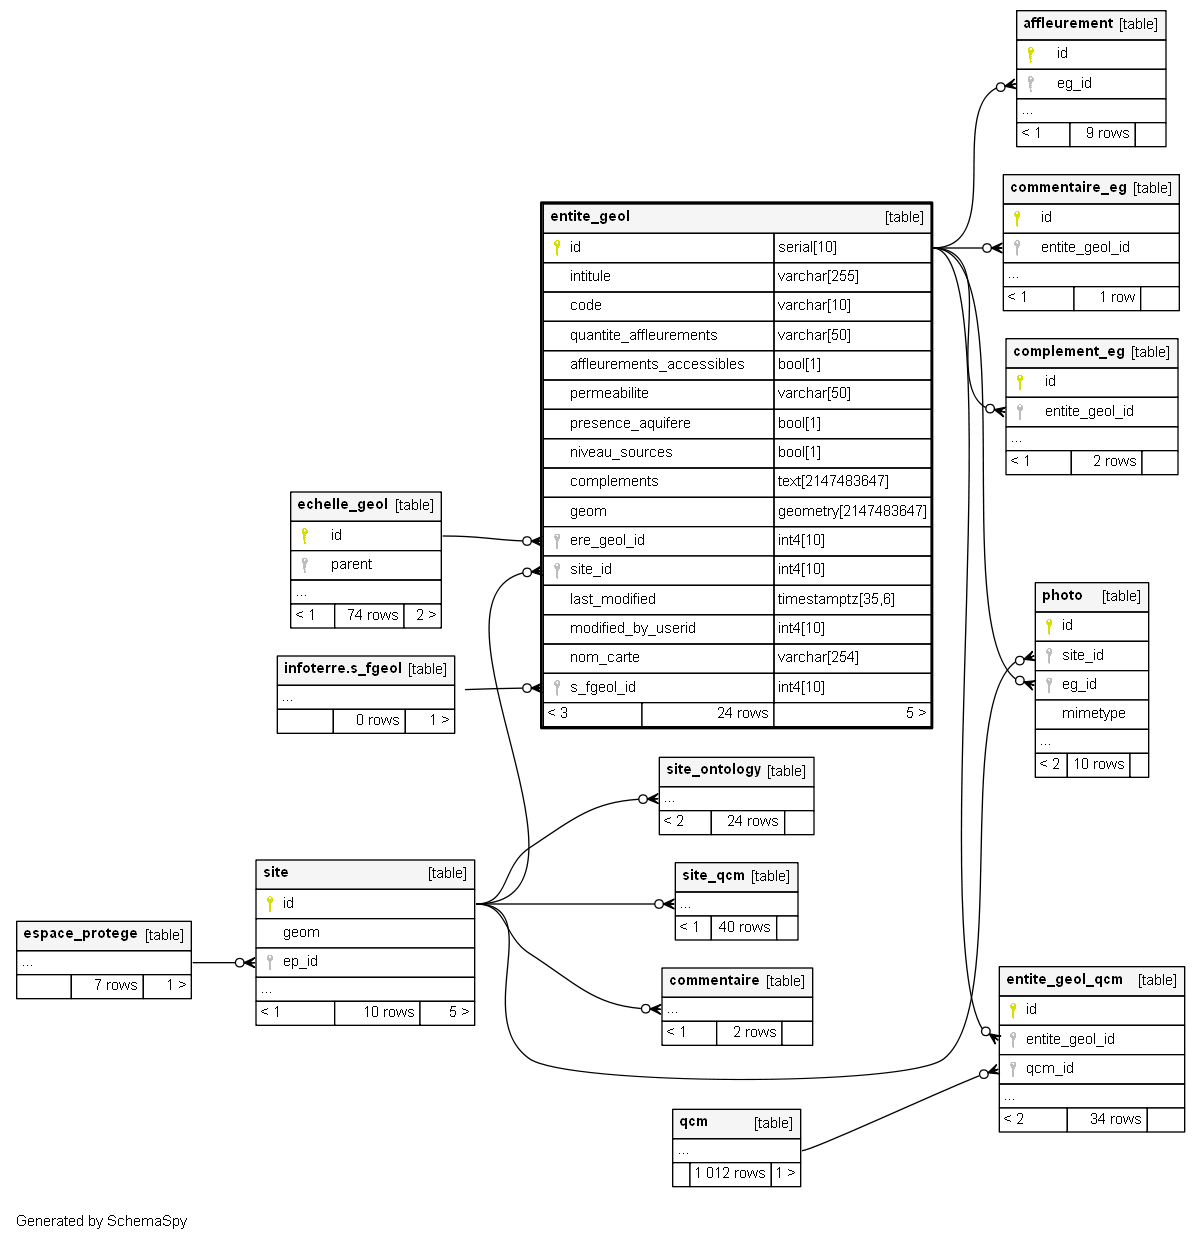 affleurement [table]
id
eg_id
...
< 1 9 rows
commentaire_eg [table]
id
entite_geol_id
...
< 1 1 row
entite_geol [table]
id serial[10]
intitule varchar[255]
code varchar[10]
quantite_affleurements varchar[50]
affleurements_accessibles bool[1]
permeabilite varchar[50]
presence_aquifere bool[1]
niveau_sources bool[1]
complements text[2147483647]
geom geometry[2147483647]
ere_geol_id int4[10]
site_id int4[10]
last_modified timestamptz[35,6]
modified_by_userid int4[10]
nom_carte varchar[254]
s_fgeol_id int4[10]
< 3 24 rows 5 >
complement_eg [table]
id
entite_geol_id
...
< 1 2 rows
echelle_geol [table]
id
parent
...
< 1 74 rows 2 >
photo [table]
id
site_id
eg_id
mimetype
...
< 2 10 rows
infoterre.s_fgeol [table]
...
0 rows 1 >
site_ontology [table]
...
< 2 24 rows
site [table]
id
geom
ep_id
...
< 1 10 rows 5 >
site_qcm [table]
...
< 1 40 rows
espace_protege [table]
...
7 rows 1 >
commentaire [table]
...
< 1 2 rows
entite_geol_qcm [table]
id
entite_geol_id
qcm_id
...
< 2 34 rows
qcm [table]
...
1 012 rows 1 >
Generated by SchemaSpy